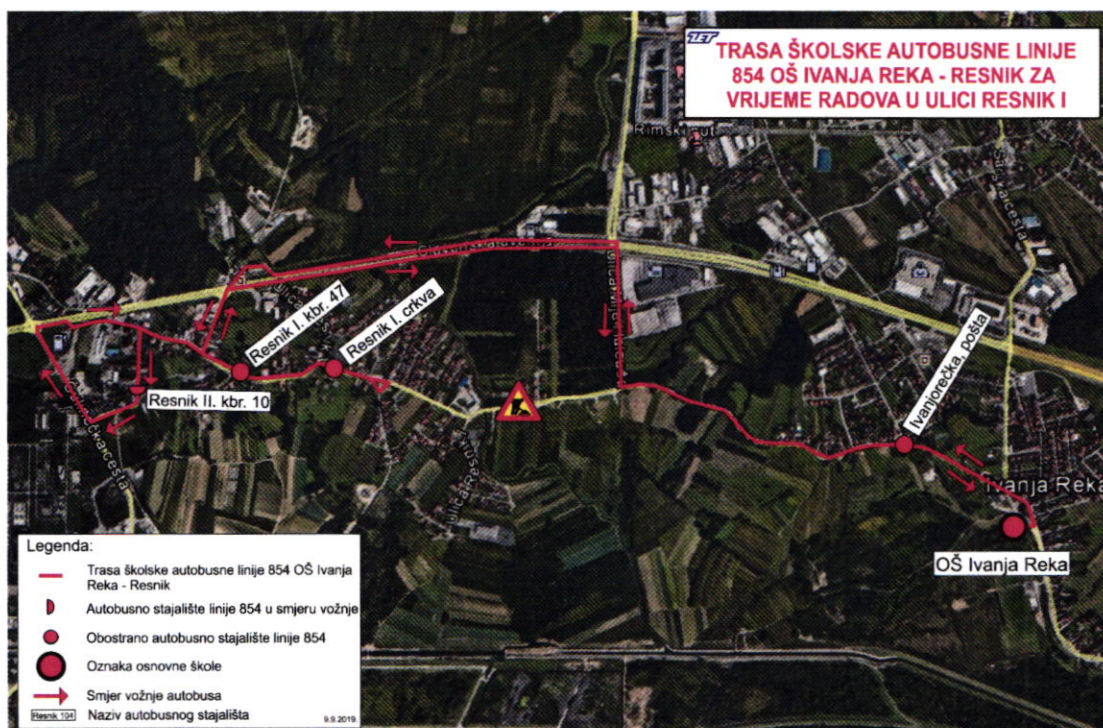 ZET
TRASA ŠKOLSKE AUTOBUSNE LINIJE
854 OŠ IVANJA REKA - RESNIK ZA
VRIJEME RADOVA U ULICI RESNIK I
Rimski put
Resnik I. kbr. 47
Resnik I. crkva
Resnik II. kbr. 10
Ivanjorečka, pošta
Ivanja Reka
OŠ Ivanja Reka
Legenda:
Trasa školske autobusne linije 854 OŠ Ivanja
Reka - Resnik
Autobusno stajalište linije 854 u smjeru vožnje
Obostrano autobusno stajalište linije 854
Oznaka osnovne škole
Smjer vožnje autobusa
Resnik 104 Naziv autobusnog stajališta
9.9.2019.